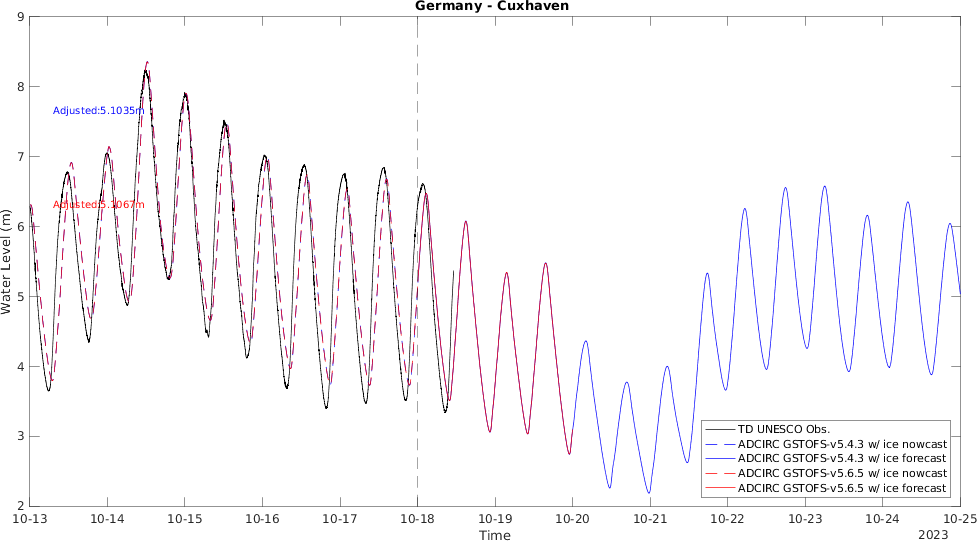 Germany - Cuxhaven
9
8
7
6
5
4
3
2
Water Level (m)
Adjusted:5.1035m
Adjusted:5.1067m
TD UNESCO Obs.
ADCIRC GSTOFS-v5.4.3 w/ ice nowcast
ADCIRC GSTOFS-v5.4.3 w/ ice forecast
ADCIRC GSTOFS-v5.6.5 w/ ice nowcast
ADCIRC GSTOFS-v5.6.5 w/ ice forecast
10-13 10-14 10-15 10-16 10-17 10-18 10-19 10-20 10-21 10-22 10-23 10-24 10-25
Time
2023